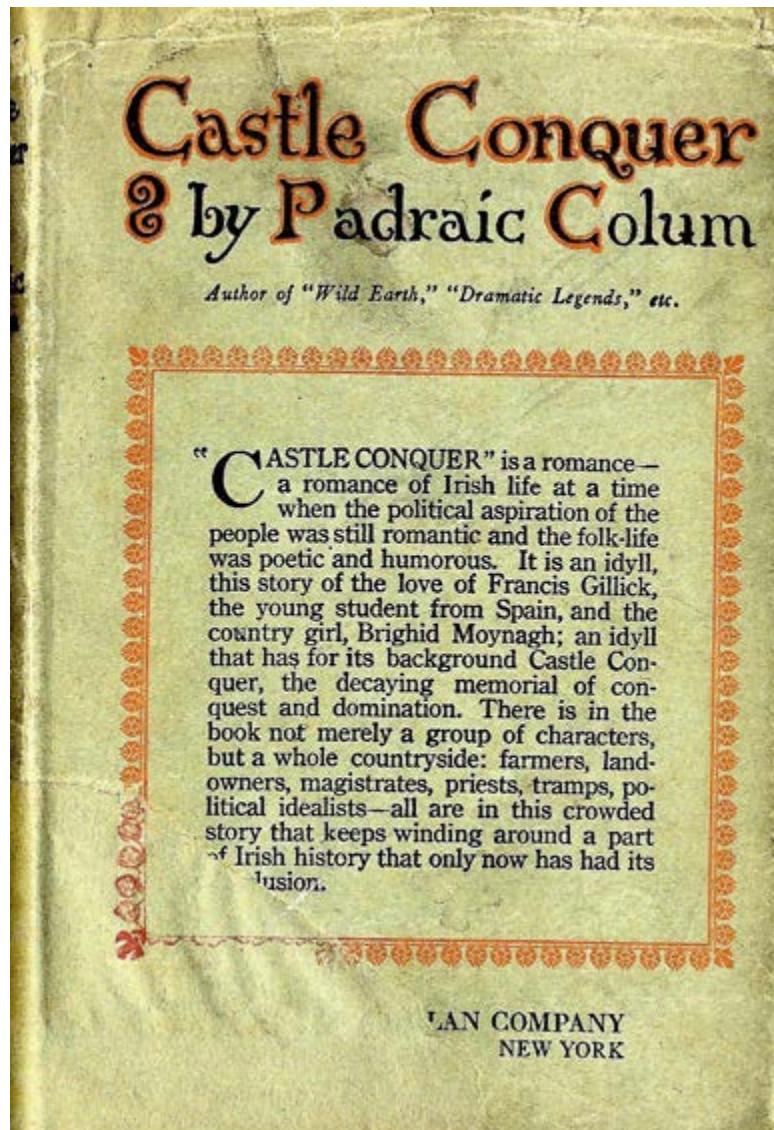 Castle Conquer
by Padraic Colum
Author of "Wild Earth," "Dramatic Legends," etc.
"CASTLE CONQUER" is a romance—
a romance of Irish life at a time
when the political aspiration of the
people was still romantic and the folk-life
was poetic and humorous. It is an idyll,
this story of the love of Francis Gillick,
the young student from Spain, and the
country girl, Brighid Moynagh; an idyll
that has for its background Castle Con-
quer, the decaying memorial of con-
quest and domination. There is in the
book not merely a group of characters,
but a whole countryside: farmers, land-
owners, magistrates, priests, tramps, po-
litical idealists—all are in this crowded
story that keeps winding around a part
of Irish history that only now has had its
lusion.
LAN COMPANY
NEW YORK